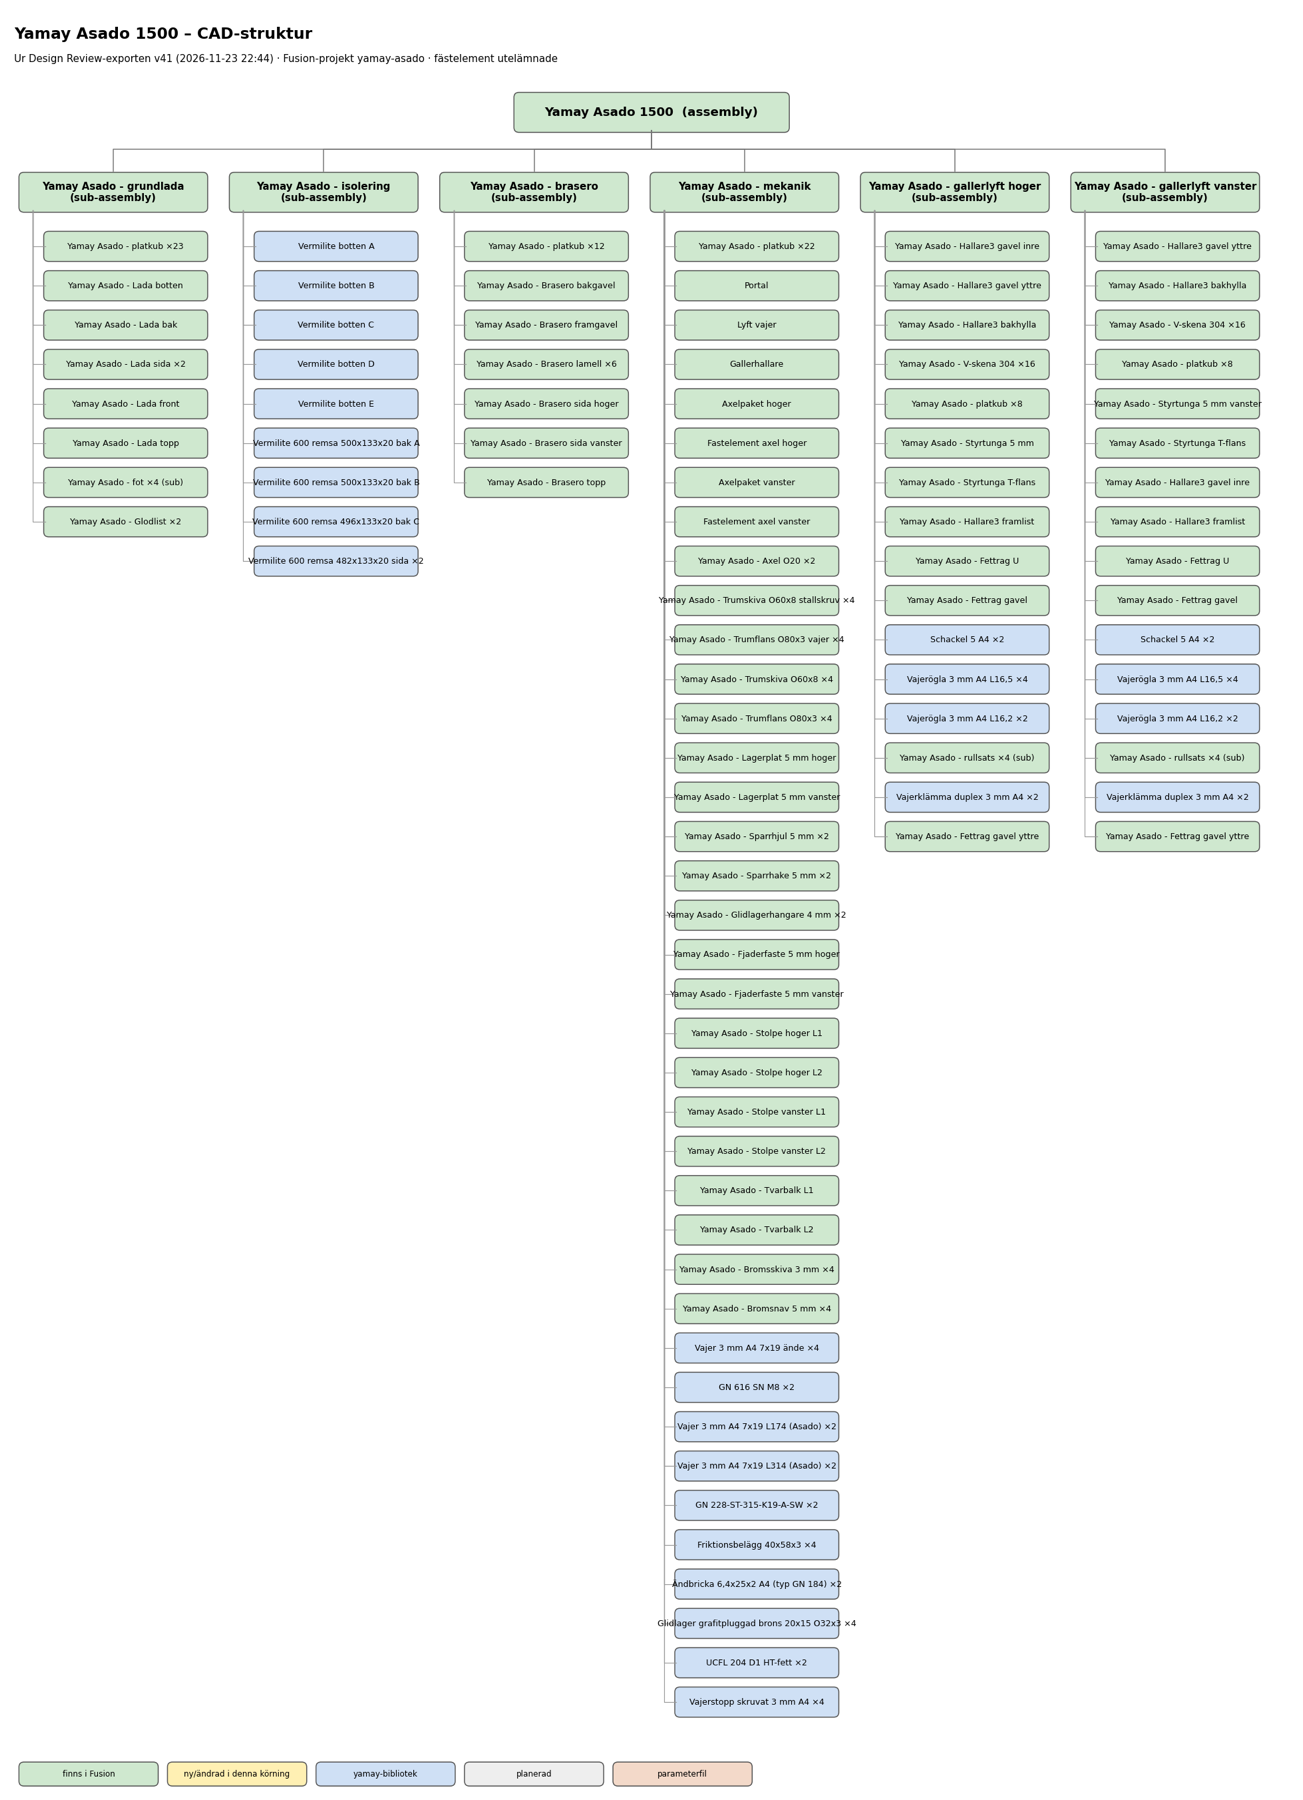 Yamay Asado 1500 – CAD-struktur
Ur Design Review-exporten v41 (2026-11-23 22:44) · Fusion-projekt yamay-asado · fästelement utelämnade
Yamay Asado 1500  (assembly)
Yamay Asado - grundlada
(sub-assembly)
Yamay Asado - platkub ×23
Yamay Asado - Lada botten
Yamay Asado - Lada bak
Yamay Asado - Lada sida ×2
Yamay Asado - Lada front
Yamay Asado - Lada topp
Yamay Asado - fot ×4 (sub)
Yamay Asado - Glodlist ×2
Yamay Asado - isolering
(sub-assembly)
Vermilite botten A
Vermilite botten B
Vermilite botten C
Vermilite botten D
Vermilite botten E
Vermilite 600 remsa 500x133x20 bak A
Vermilite 600 remsa 500x133x20 bak B
Vermilite 600 remsa 496x133x20 bak C
Vermilite 600 remsa 482x133x20 sida ×2
Yamay Asado - brasero
(sub-assembly)
Yamay Asado - platkub ×12
Yamay Asado - Brasero bakgavel
Yamay Asado - Brasero framgavel
Yamay Asado - Brasero lamell ×6
Yamay Asado - Brasero sida hoger
Yamay Asado - Brasero sida vanster
Yamay Asado - Brasero topp
Yamay Asado - mekanik
(sub-assembly)
Yamay Asado - platkub ×22
Portal
Lyft vajer
Gallerhallare
Axelpaket hoger
Fastelement axel hoger
Axelpaket vanster
Fastelement axel vanster
Yamay Asado - Axel O20 ×2
Yamay Asado - Trumskiva O60x8 stallskruv ×4
Yamay Asado - Trumflans O80x3 vajer ×4
Yamay Asado - Trumskiva O60x8 ×4
Yamay Asado - Trumflans O80x3 ×4
Yamay Asado - Lagerplat 5 mm hoger
Yamay Asado - Lagerplat 5 mm vanster
Yamay Asado - Sparrhjul 5 mm ×2
Yamay Asado - Sparrhake 5 mm ×2
Yamay Asado - Glidlagerhangare 4 mm ×2
Yamay Asado - Fjaderfaste 5 mm hoger
Yamay Asado - Fjaderfaste 5 mm vanster
Yamay Asado - Stolpe hoger L1
Yamay Asado - Stolpe hoger L2
Yamay Asado - Stolpe vanster L1
Yamay Asado - Stolpe vanster L2
Yamay Asado - Tvarbalk L1
Yamay Asado - Tvarbalk L2
Yamay Asado - Bromsskiva 3 mm ×4
Yamay Asado - Bromsnav 5 mm ×4
Vajer 3 mm A4 7x19 ände ×4
GN 616 SN M8 ×2
Vajer 3 mm A4 7x19 L174 (Asado) ×2
Vajer 3 mm A4 7x19 L314 (Asado) ×2
GN 228-ST-315-K19-A-SW ×2
Friktionsbelägg 40x58x3 ×4
Ändbricka 6,4x25x2 A4 (typ GN 184) ×2
Glidlager grafitpluggad brons 20x15 O32x3 ×4
UCFL 204 D1 HT-fett ×2
Vajerstopp skruvat 3 mm A4 ×4
Yamay Asado - gallerlyft hoger
(sub-assembly)
Yamay Asado - Hallare3 gavel inre
Yamay Asado - Hallare3 gavel yttre
Yamay Asado - Hallare3 bakhylla
Yamay Asado - V-skena 304 ×16
Yamay Asado - platkub ×8
Yamay Asado - Styrtunga 5 mm
Yamay Asado - Styrtunga T-flans
Yamay Asado - Hallare3 framlist
Yamay Asado - Fettrag U
Yamay Asado - Fettrag gavel
Schackel 5 A4 ×2
Vajerögla 3 mm A4 L16,5 ×4
Vajerögla 3 mm A4 L16,2 ×2
Yamay Asado - rullsats ×4 (sub)
Vajerklämma duplex 3 mm A4 ×2
Yamay Asado - Fettrag gavel yttre
Yamay Asado - gallerlyft vanster
(sub-assembly)
Yamay Asado - Hallare3 gavel yttre
Yamay Asado - Hallare3 bakhylla
Yamay Asado - V-skena 304 ×16
Yamay Asado - platkub ×8
Yamay Asado - Styrtunga 5 mm vanster
Yamay Asado - Styrtunga T-flans
Yamay Asado - Hallare3 gavel inre
Yamay Asado - Hallare3 framlist
Yamay Asado - Fettrag U
Yamay Asado - Fettrag gavel
Schackel 5 A4 ×2
Vajerögla 3 mm A4 L16,5 ×4
Vajerögla 3 mm A4 L16,2 ×2
Yamay Asado - rullsats ×4 (sub)
Vajerklämma duplex 3 mm A4 ×2
Yamay Asado - Fettrag gavel yttre
finns i Fusion
ny/ändrad i denna körning
yamay-bibliotek
planerad
parameterfil